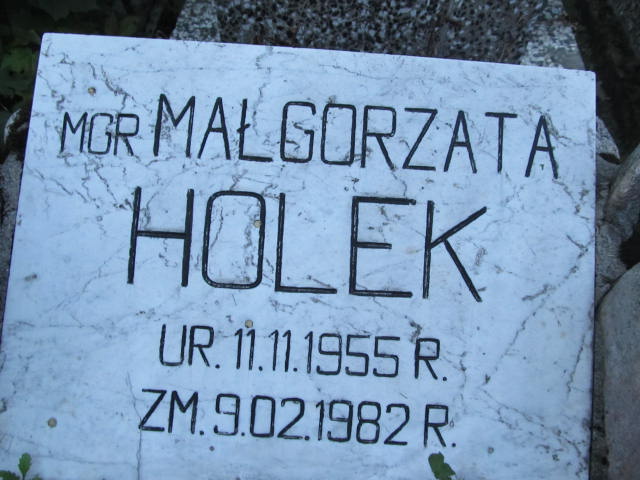 MGR MAŁGORZATA
HOLEK
UR. 11.11.1955 R.
ZM. 9.02.1982 R.